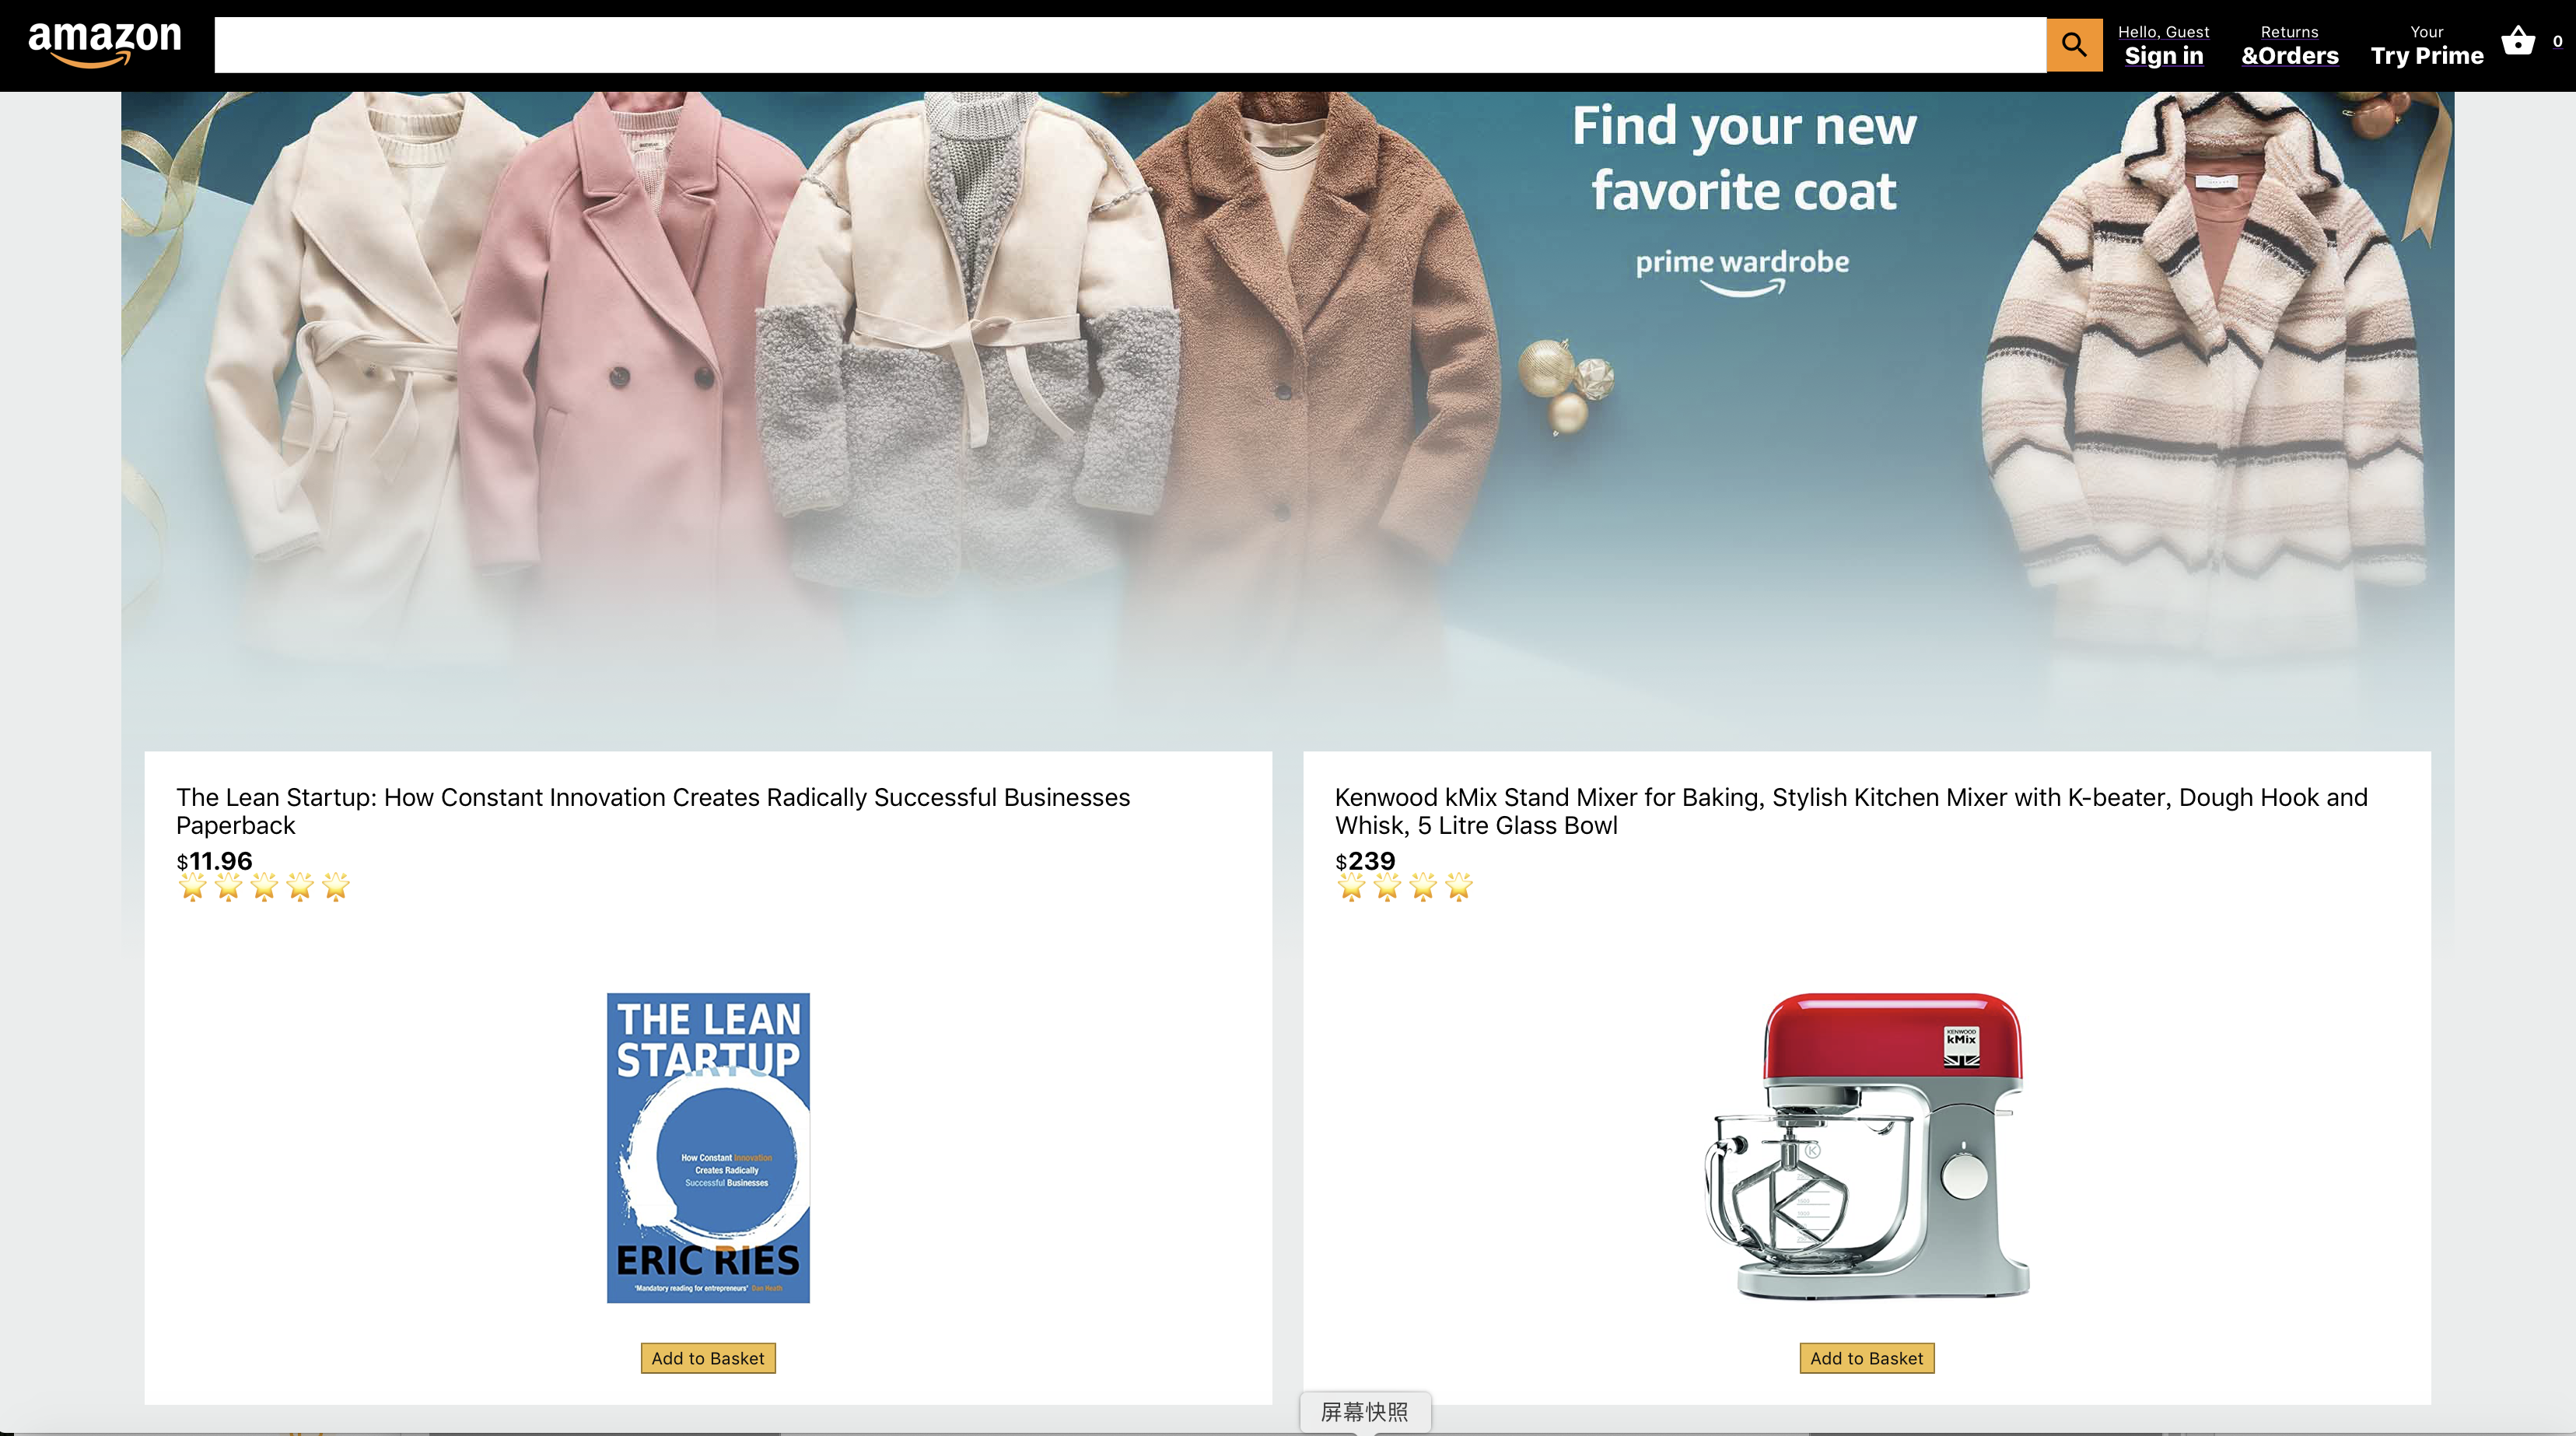 amazon
Hello, Guest
Sign in
Returns
&Orders
Your
Try Prime
0
Find your new
favorite coat
prime wardrobe
The Lean Startup: How Constant Innovation Creates Radically Successful Businesses
Paperback
$11.96
THE LEAN
STARTUP
How Constant Innovation
Creates Radically
Successful Businesses
ERIC RIES
'Mandatory reading for entrepreneurs' Dan Heath
Add to Basket
Kenwood kMix Stand Mixer for Baking, Stylish Kitchen Mixer with K-beater, Dough Hook and
Whisk, 5 Litre Glass Bowl
$239
KENWOOD
kMix
K
Add to Basket
屏幕快照